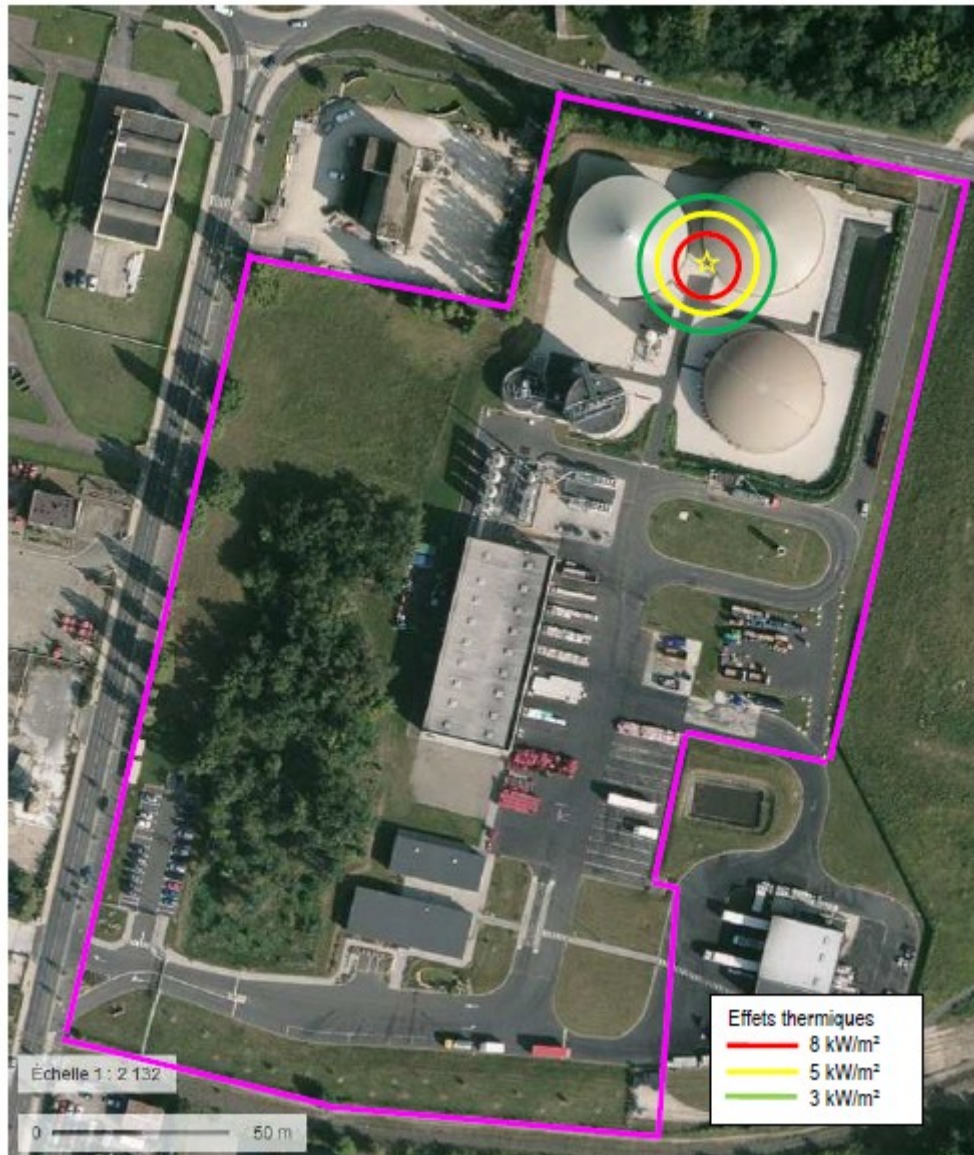 Effets thermiques
8 kW/m²
5 kW/m²
3 kW/m²
Échelle 1 : 2 132
0 50 m